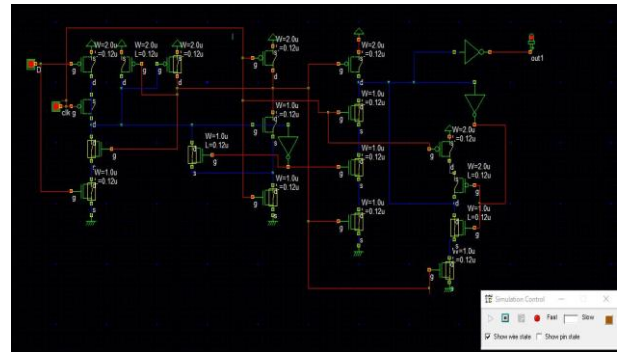 W=2.0u W=2.0u W=2.0u
=0.12u L=0.12u =0.12u
W=2.0u
=0.12u
W=2.0u
=0.12u
out1
D
g
g
g
g
g
d
d
clk g
W=1.0u
=0.12u
W=1.0u
L=0.12u
W=1.0u
W=2.0u
=0.12u
W=1.0u
=0.12u
W=2.0u
L=0.12u
g
g
g
g
s
W=1.0u
=0.12u
W=1.0u
=0.12u
W=1.0u
=0.12u
W=1.0u
=0.12u
g
g
g
g
s
W=1.0u
=0.12u
g
Simulation Control
Fast Slow
Show wire state Show pin state